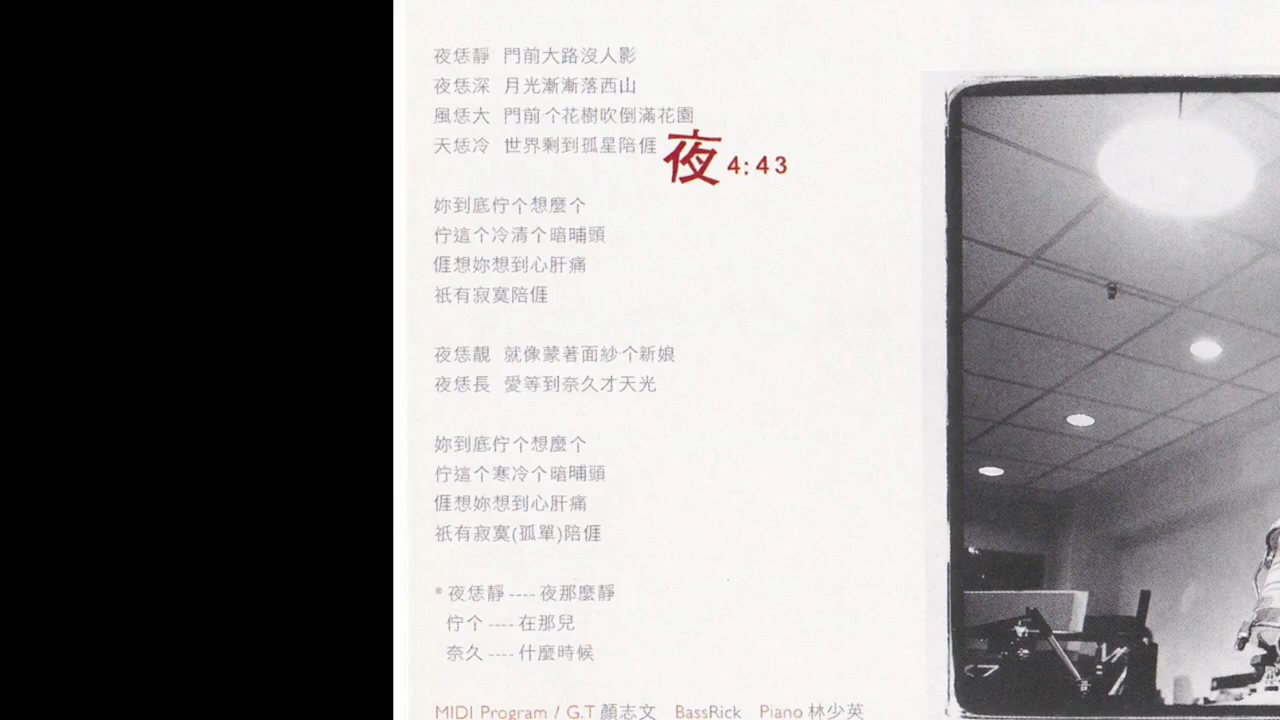 夜恁靜 門前大路沒人影
夜恁深 月光漸漸落西山
風恁大 門前个花樹吹倒滿花園
天恁冷 世界剩到孤星陪𠊎
夜 4:43
妳到底佇个想麼个
佇這个冷清个暗晡頭
𠊎想妳想到心肝痛
祇有寂寞陪𠊎
夜恁靚 就像蒙著面紗个新娘
夜恁長 愛等到奈久才天光
妳到底佇个想麼个
佇這个寒冷个暗晡頭
𠊎想妳想到心肝痛
祇有寂寞(孤單)陪𠊎
* 夜恁靜 ---- 夜那麼靜
佇个 ---- 在那兒
奈久 ---- 什麼時候
MIDI Program / G.T 顏志文 BassRick Piano 林少英